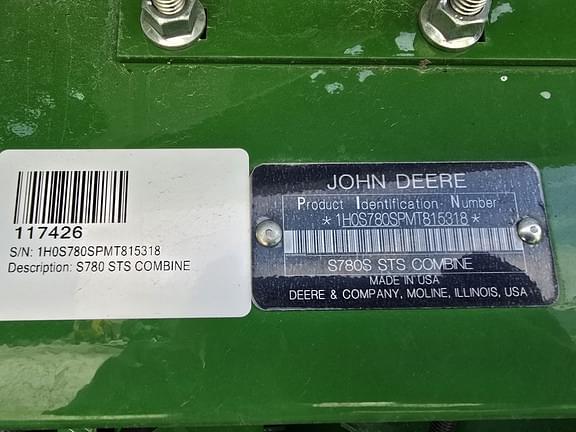 117426
S/N: 1H0S780SPMT815318
Description: S780 STS COMBINE
JOHN DEERE
Product Identification Number
*1H0S780SPMT815318*
S780S STS COMBINE
MADE IN USA
DEERE & COMPANY, MOLINE, ILLINOIS, USA